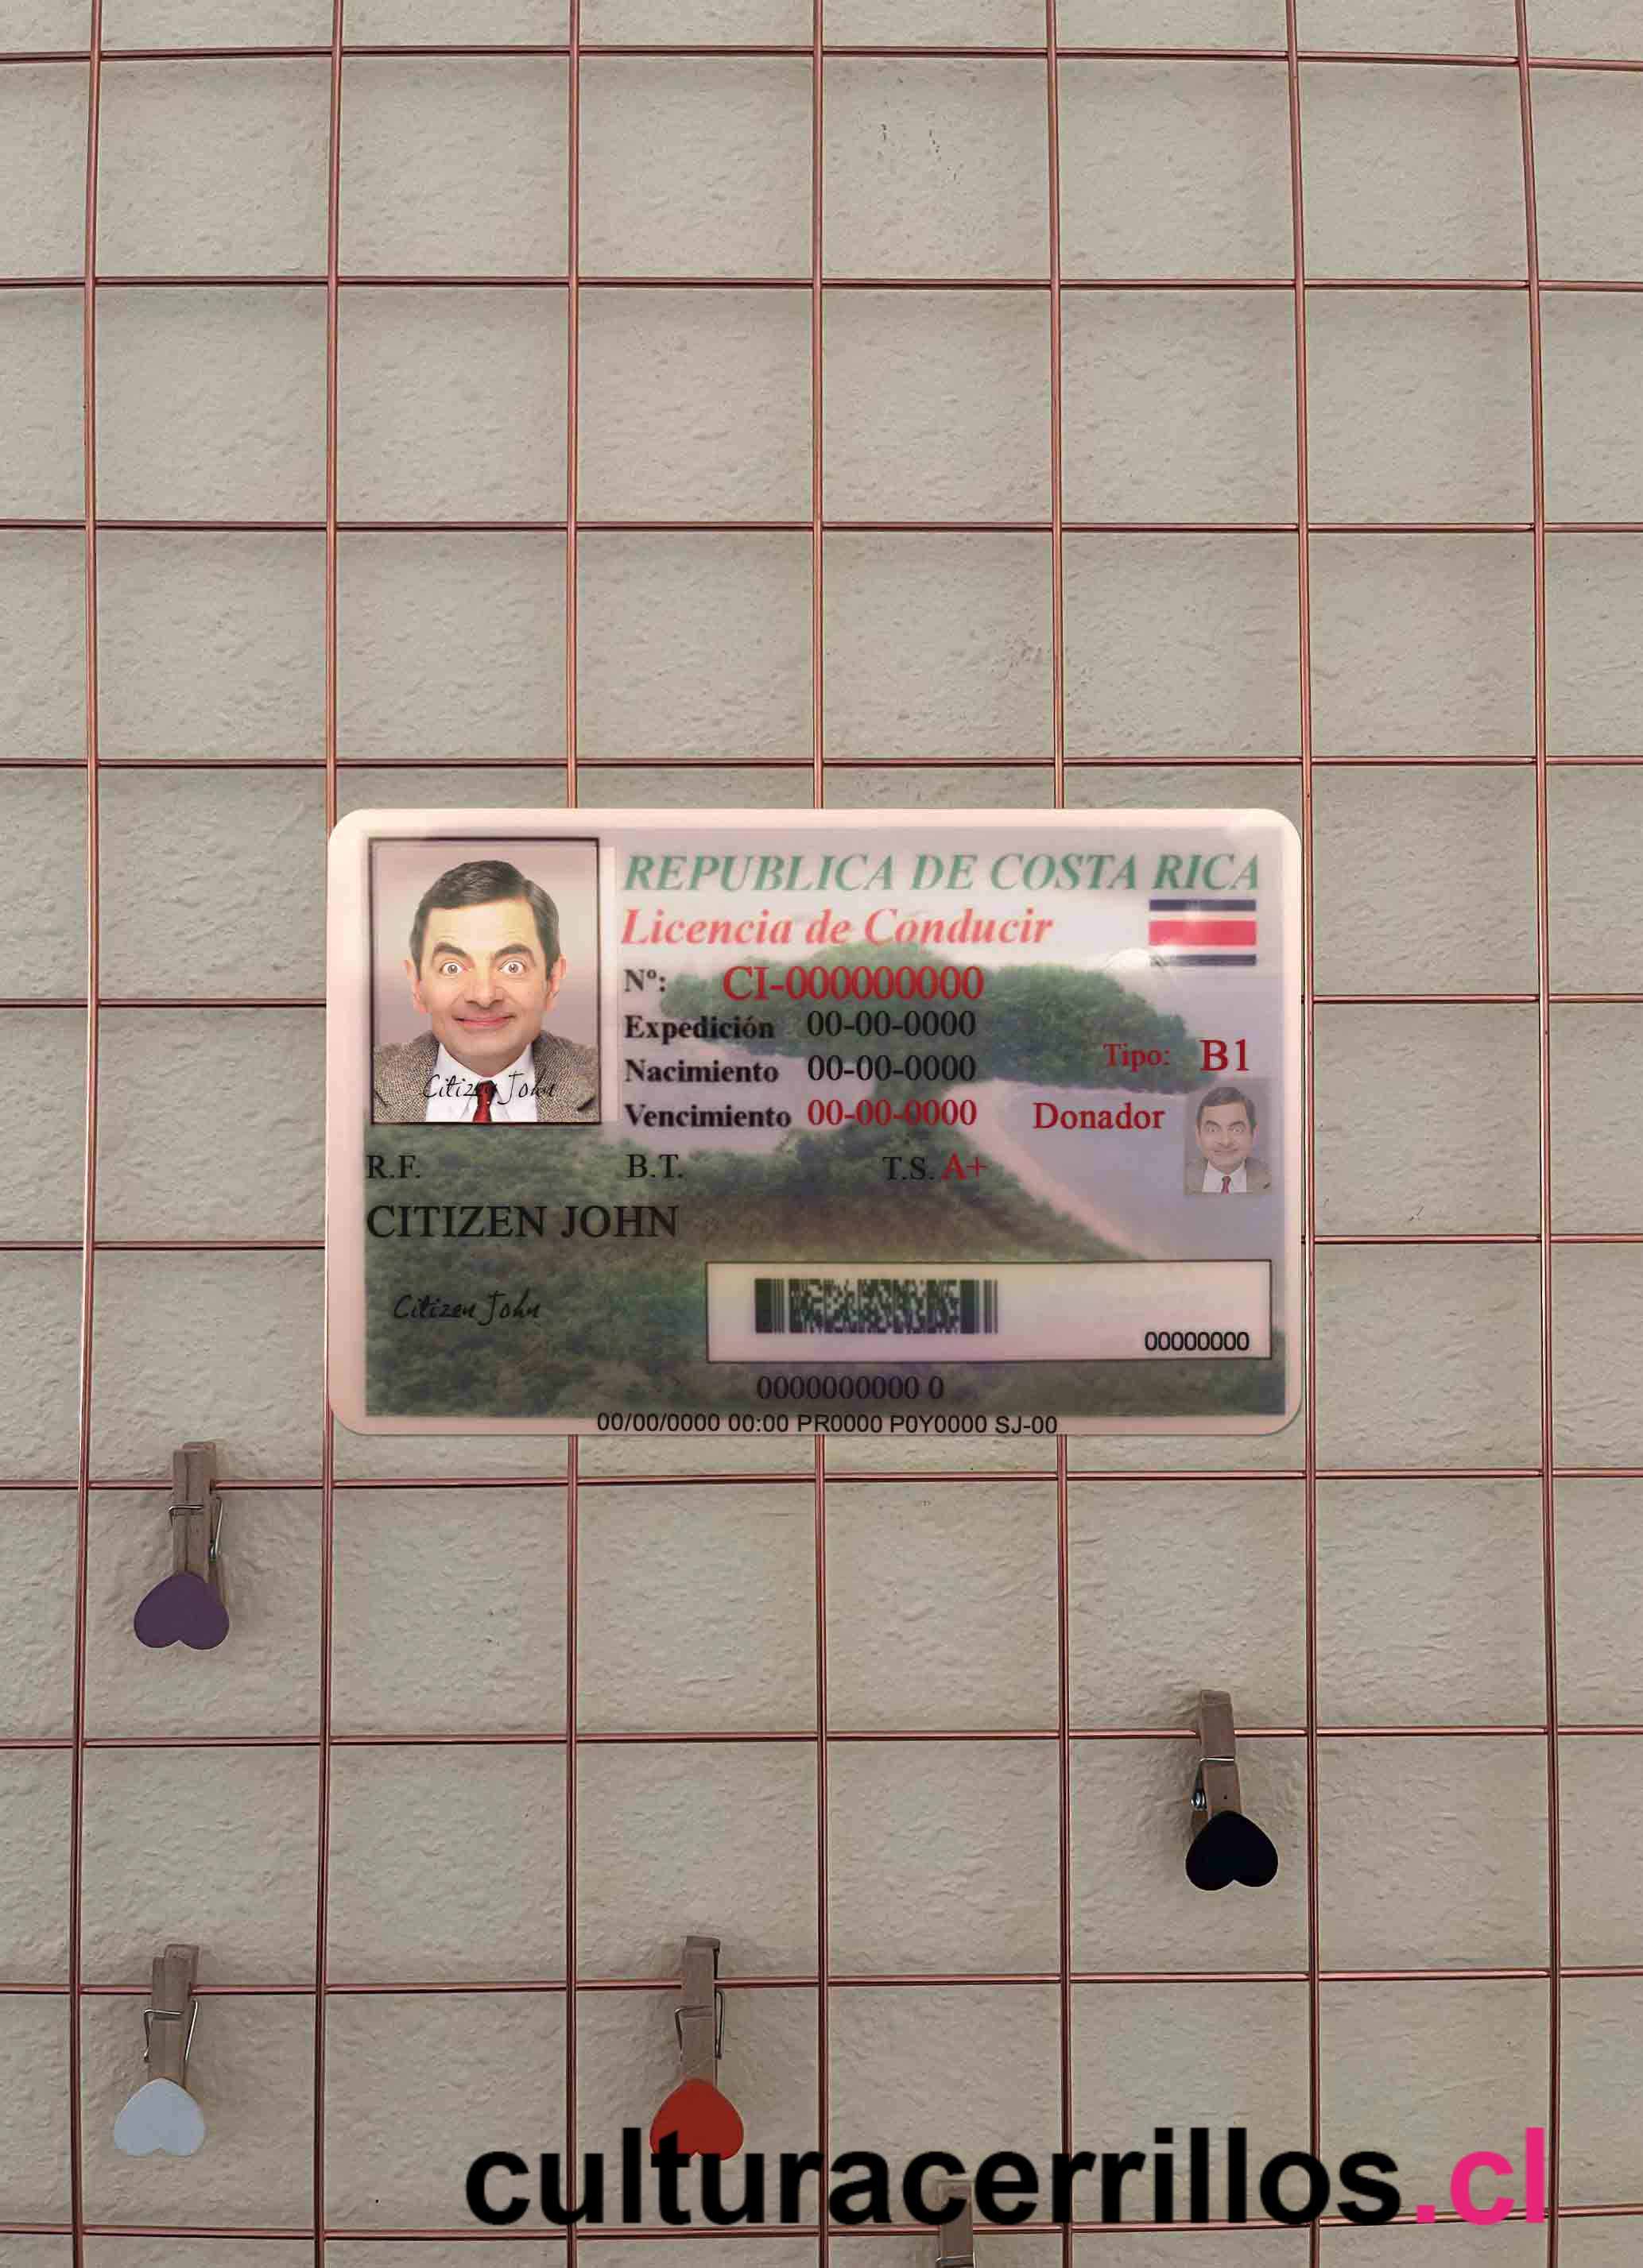 REPUBLICA DE COSTA RICA
Licencia de Conducir
Nº: CI-000000000
Expedición 00-00-0000
Nacimiento 00-00-0000
Vencimiento 00-00-0000
Tipo: B1
Donador
Citizen John
R.F. B.T. T.S. A+
CITIZEN JOHN
Citizen John
00000000
0000000000 0
00/00/0000 00:00 PR0000 P0Y0000 SJ-00
culturacerrillos.cl